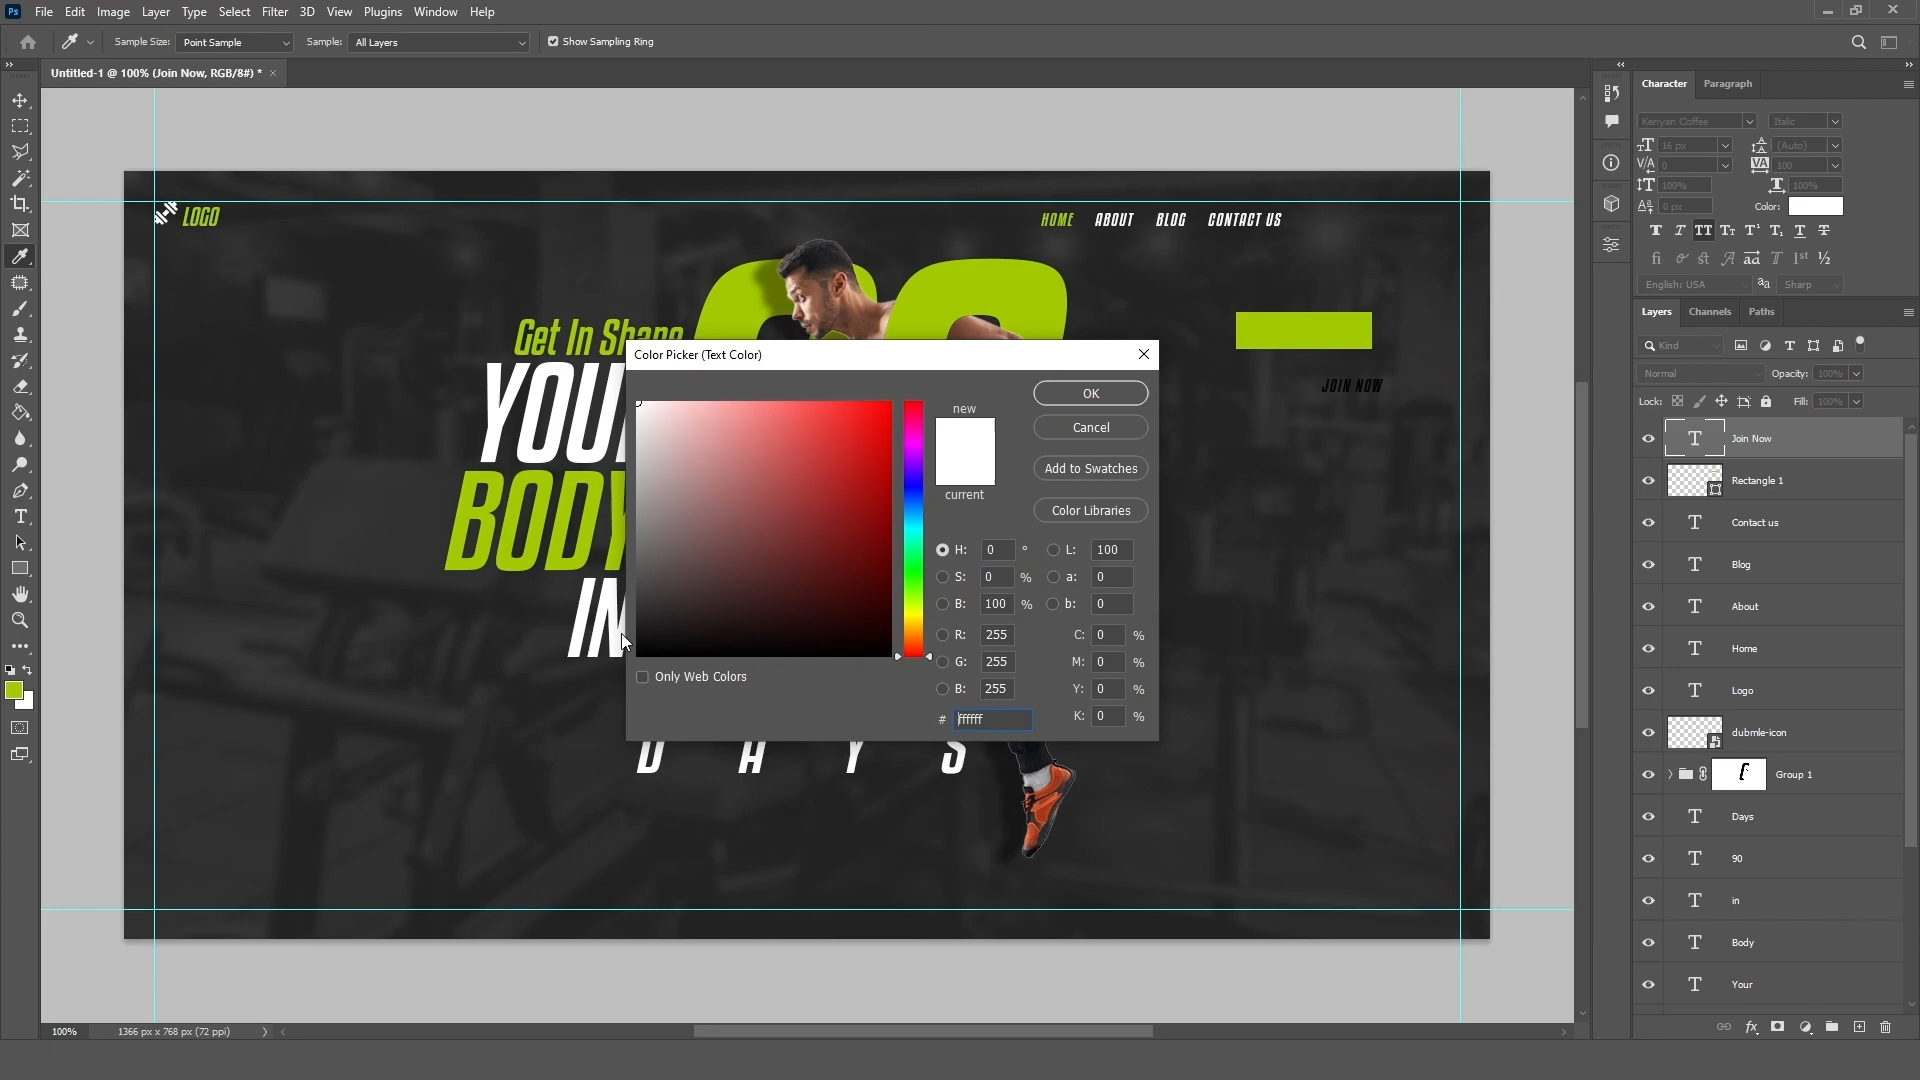 Ps File Edit Image Layer Type Select Filter 3D View Plugins Window Help
Sample Size: Point Sample Sample: All Layers Show Sampling Ring
Untitled-1 @ 100% (Join Now, RGB/8#) * ×
LOGO
HOME ABOUT BLOG CONTACT US
Get In Shape
YOUR
BODY
IN
D A Y S
JOIN NOW
Color Picker (Text Color)
new
current
OK
Cancel
Add to Swatches
Color Libraries
H: 0 ° L: 100
S: 0 % a: 0
B: 100 % b: 0
R: 255 C: 0 %
G: 255 M: 0 %
B: 255 Y: 0 %
# ffffff K: 0 %
Only Web Colors
100% 1366 px x 768 px (72 ppi)
Character Paragraph
Kenyan Coffee Italic
16 px (Auto)
0 100
100% 100%
0 px Color:
English: USA aa Sharp
Layers Channels Paths
Kind
Normal Opacity: 100%
Lock: Fill: 100%
Join Now
Rectangle 1
Contact us
Blog
About
Home
Logo
dubmle-icon
Group 1
Days
90
in
Body
Your